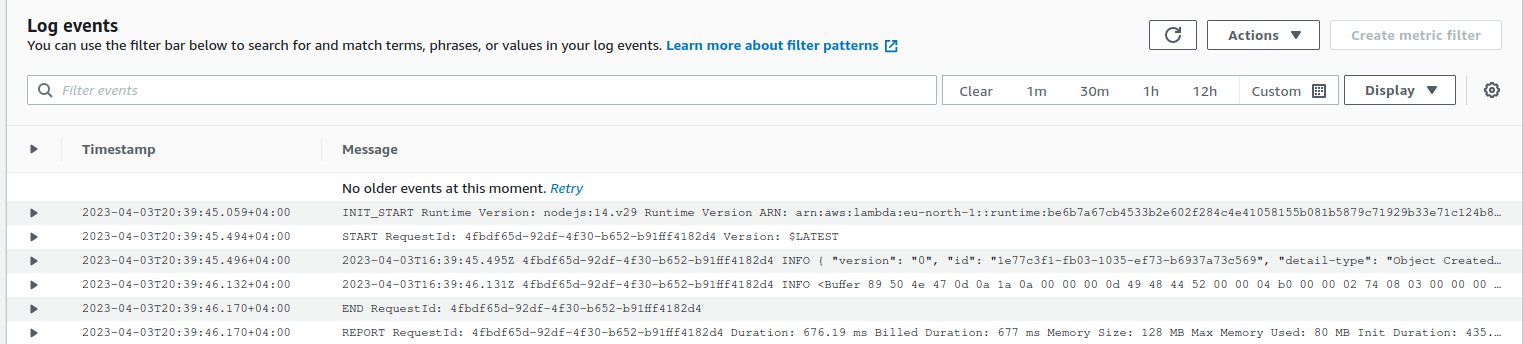 Log events
You can use the filter bar below to search for and match terms, phrases, or values in your log events. Learn more about filter patterns
Actions
Create metric filter
Filter events
Clear 1m 30m 1h 12h Custom
Display
Timestamp Message
No older events at this moment. Retry
2023-04-03T20:39:45.059+04:00 INIT_START Runtime Version: nodejs:14.v29 Runtime Version ARN: arn:aws:lambda:eu-north-1::runtime:be6b7a67cb4533b2e602f284c4e41058155b081b5879c71929b33e71c124b8…
2023-04-03T20:39:45.494+04:00 START RequestId: 4fbdf65d-92df-4f30-b652-b91fff4182d4 Version: $LATEST
2023-04-03T20:39:45.496+04:00 2023-04-03T16:39:45.495Z 4fbdf65d-92df-4f30-b652-b91fff4182d4 INFO { "version": "0", "id": "1e77c3f1-fb03-1035-ef73-b6937a73c569", "detail-type": "Object Created…
2023-04-03T20:39:46.132+04:00 2023-04-03T16:39:46.131Z 4fbdf65d-92df-4f30-b652-b91fff4182d4 INFO <Buffer 89 50 4e 47 0d 0a 1a 0a 00 00 00 0d 49 48 44 52 00 00 04 b0 00 00 02 74 08 03 00 00 00 …
2023-04-03T20:39:46.170+04:00 END RequestId: 4fbdf65d-92df-4f30-b652-b91fff4182d4
2023-04-03T20:39:46.170+04:00 REPORT RequestId: 4fbdf65d-92df-4f30-b652-b91fff4182d4 Duration: 676.19 ms Billed Duration: 677 ms Memory Size: 128 MB Max Memory Used: 80 MB Init Duration: 435.…